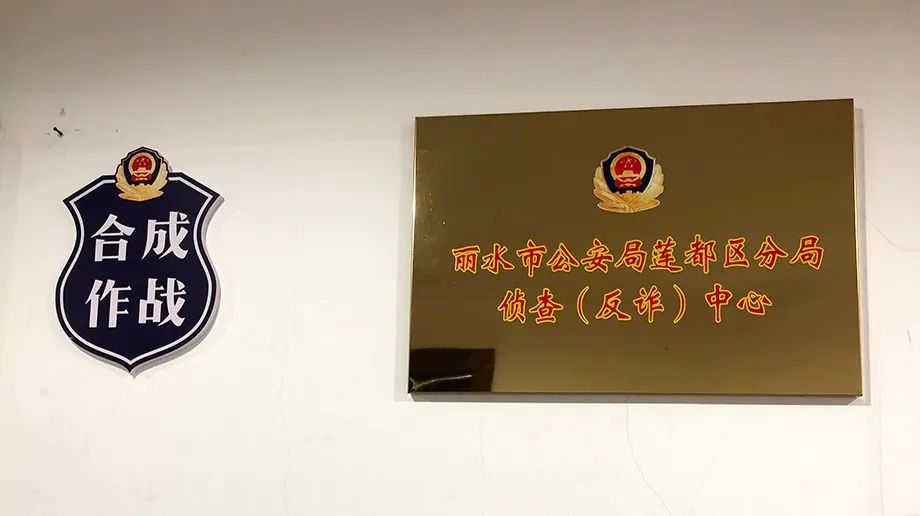 合成
作战
丽水市公安局莲都区分局
侦查（反诈）中心